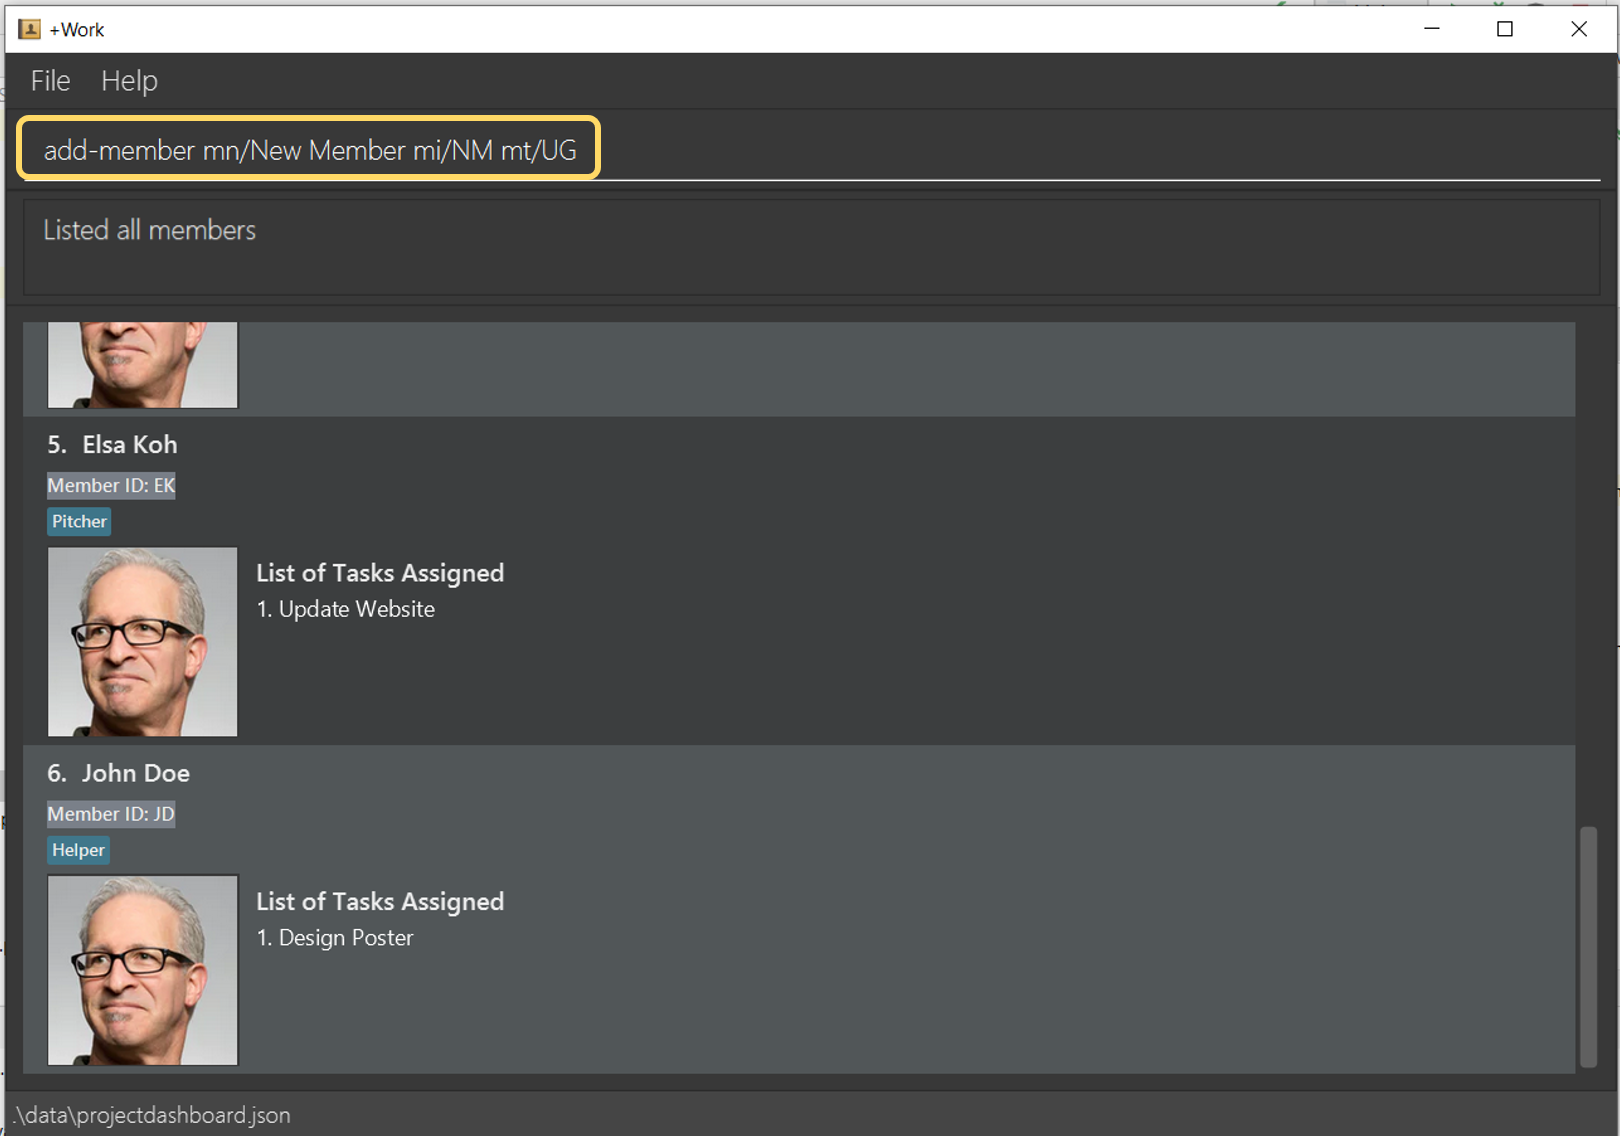 +Work
File Help
add-member mn/New Member mi/NM mt/UG
Listed all members
5. Elsa Koh
Member ID: EK
Pitcher
List of Tasks Assigned
1. Update Website
6. John Doe
Member ID: JD
Helper
List of Tasks Assigned
1. Design Poster
.\data\projectdashboard.json